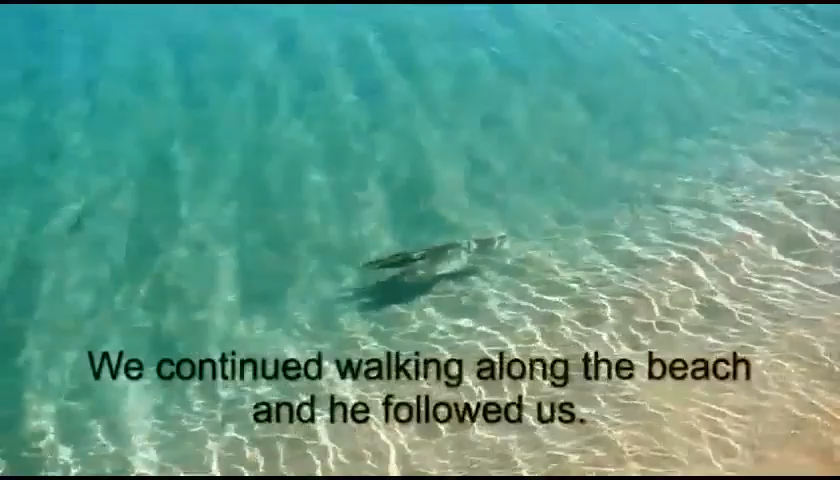 We continued walking along the beach
and he followed us.